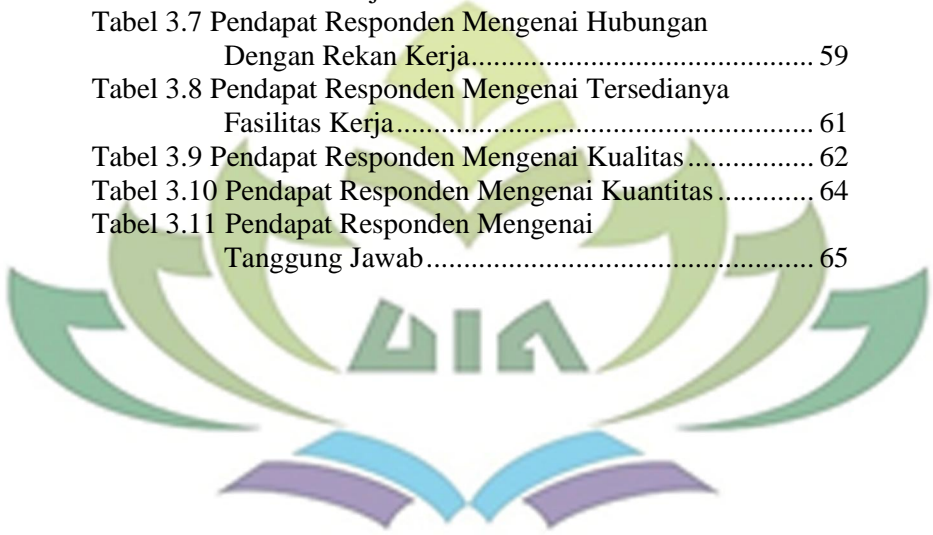 Tabel 3.7 Pendapat Responden Mengenai Hubungan
Dengan Rekan Kerja.................................................. 59
Tabel 3.8 Pendapat Responden Mengenai Tersedianya
Fasilitas Kerja............................................................. 61
Tabel 3.9 Pendapat Responden Mengenai Kualitas................ 62
Tabel 3.10 Pendapat Responden Mengenai Kuantitas.............. 64
Tabel 3.11 Pendapat Responden Mengenai
Tanggung Jawab......................................................... 65
UIN